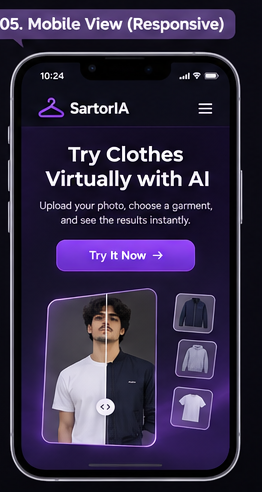 05. Mobile View (Responsive)
10:24
SartorIA
Try Clothes
Virtually with AI
Upload your photo, choose a garment,
and see the results instantly.
Try It Now →